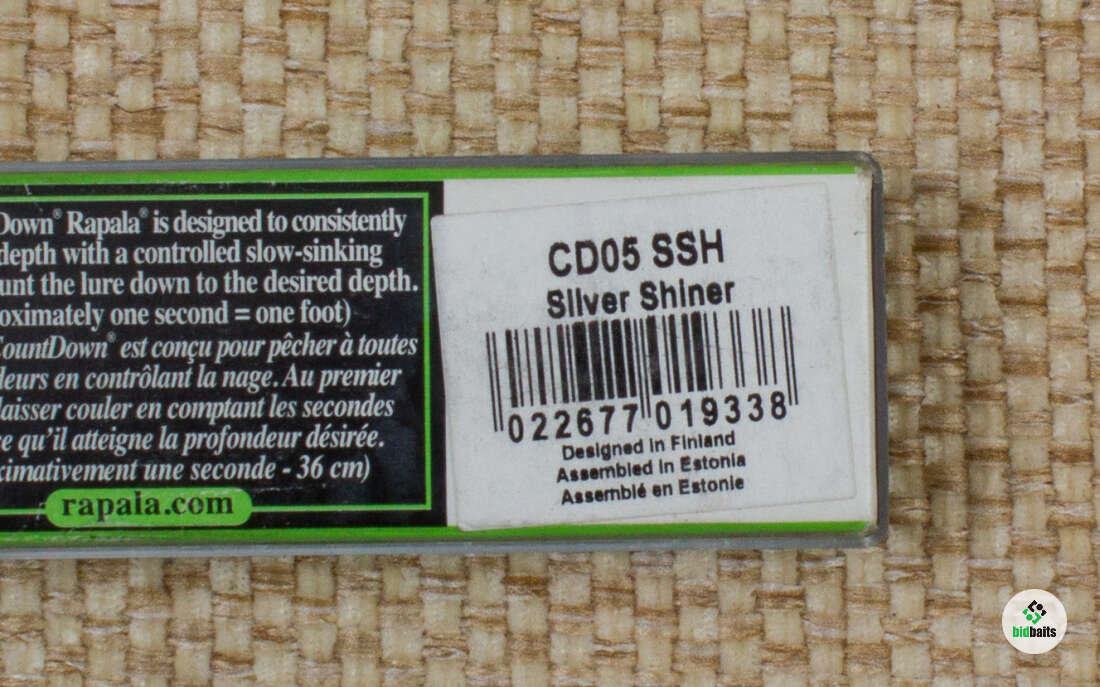 Down® Rapala® is designed to consistently
depth with a controlled slow-sinking
unt the lure down to the desired depth.
oximately one second = one foot)
CountDown® est conçu pour pêcher à toutes
deurs en contrôlant la nage. Au premier
laisser couler en comptant les secondes
ce qu'il atteigne la profondeur désirée.
ximativement une seconde - 36 cm)
rapala.com
CD05 SSH
Silver Shiner
022677 019338
Designed in Finland
Assembled in Estonia
Assemblé en Estonie
bidbaits